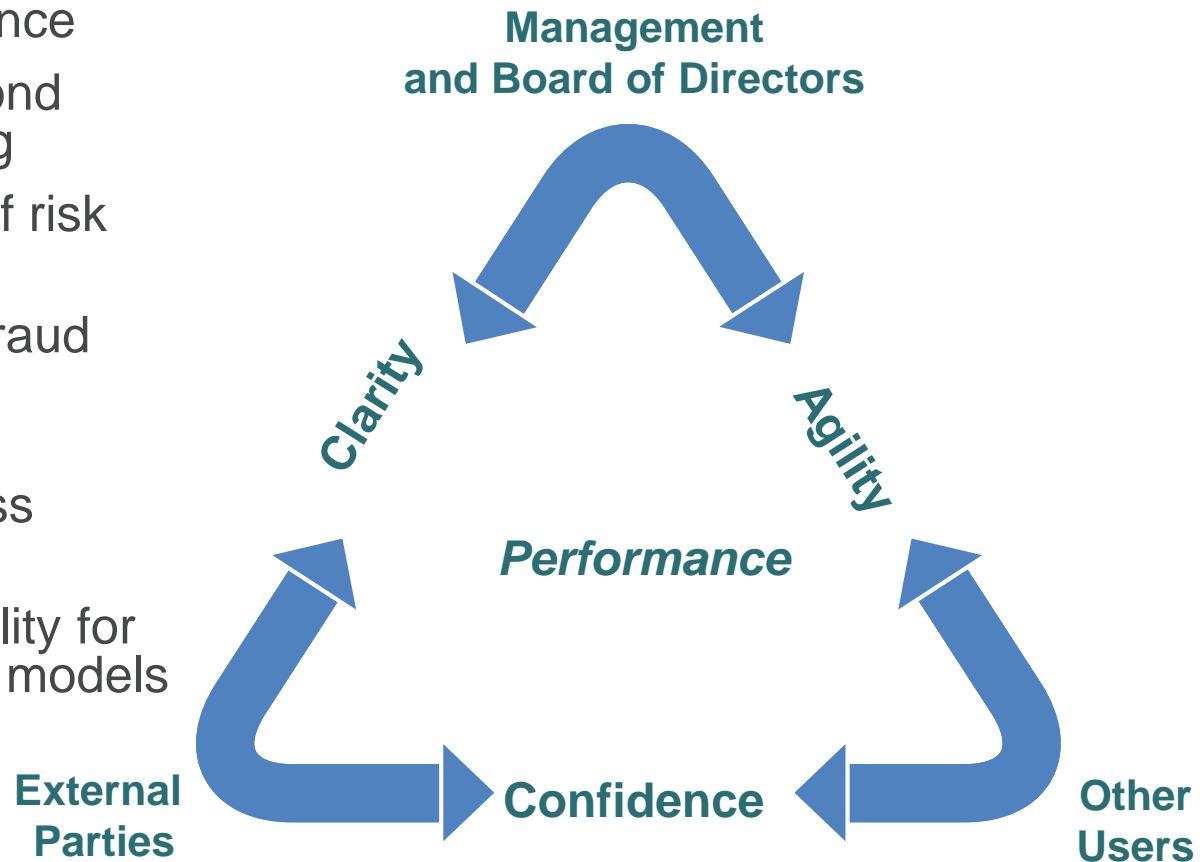 nce
ond
g
f risk
raud
ss
lity for
models
Management
and Board of Directors
Clarity
Agility
Performance
Confidence
External
Parties
Other
Users